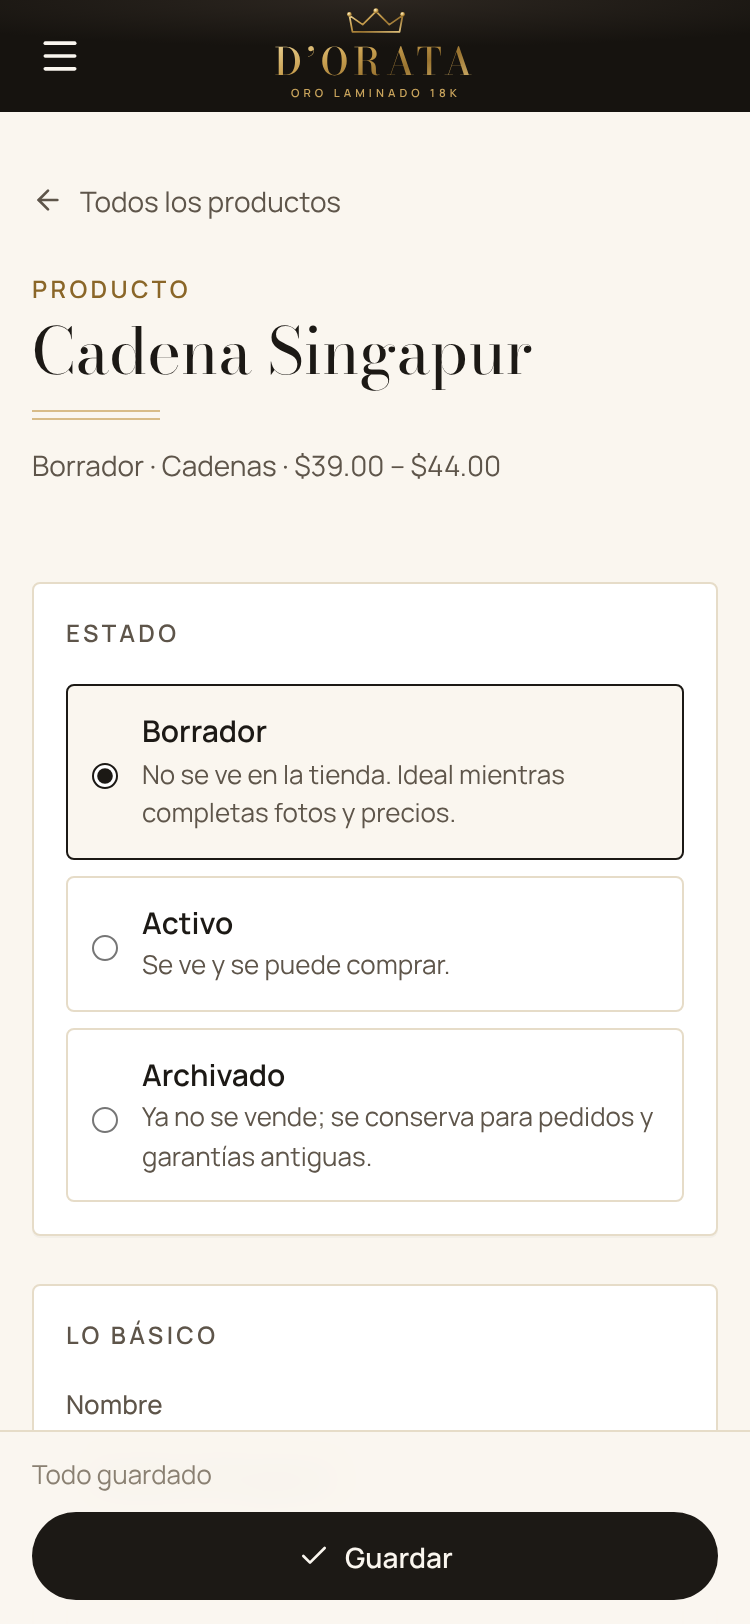 D’ORATA
ORO LAMINADO 18K
Todos los productos
PRODUCTO
Cadena Singapur
Borrador · Cadenas · $39.00 – $44.00
ESTADO
Borrador
No se ve en la tienda. Ideal mientras
completas fotos y precios.
Activo
Se ve y se puede comprar.
Archivado
Ya no se vende; se conserva para pedidos y
garantías antiguas.
LO BÁSICO
Nombre
Todo guardado
Guardar